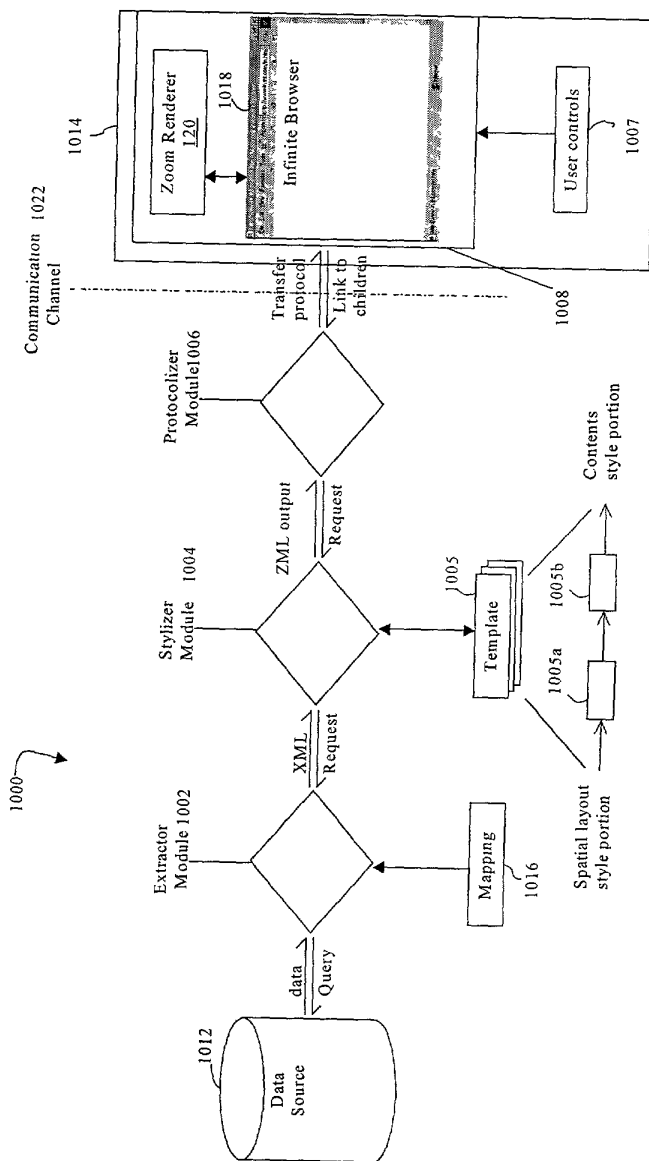 1000
1012
Data
Source
data
Query
Extractor
Module 1002
Mapping
1016
XML
Request
Stylizer
Module
1004
Template
1005
Spatial layout
style portion
1005a
1005b
Contents
style portion
ZML output
Request
Protocolizer
Module1006
Communication
Channel
1022
Transfer
protocol
Link to
children
1014
Zoom Renderer
120
1018
Infinite Browser
1008
User controls
1007